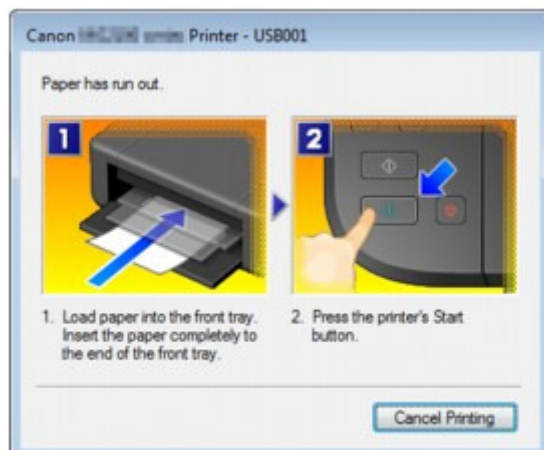 Canon Printer - USB001
Paper has run out.
1
2
1. Load paper into the front tray.
Insert the paper completely to
the end of the front tray.
2. Press the printer's Start
button.
Cancel Printing